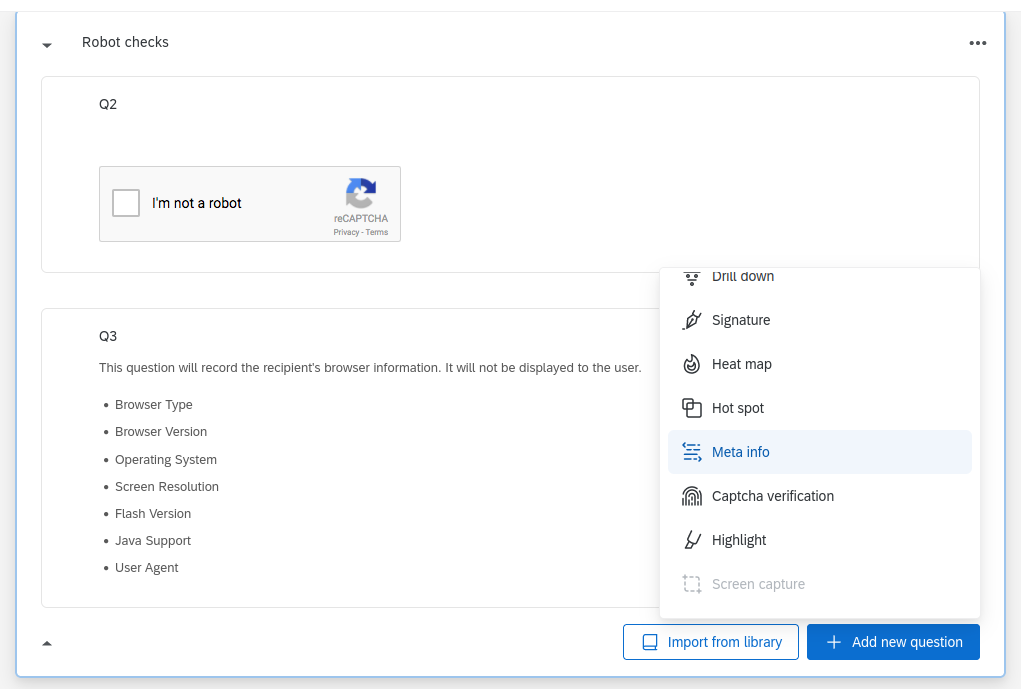 Robot checks
Q2
I'm not a robot
reCAPTCHA
Privacy - Terms
Q3
This question will record the recipient's browser information. It will not be displayed to the user.
Browser Type
Browser Version
Operating System
Screen Resolution
Flash Version
Java Support
User Agent
Drill down
Signature
Heat map
Hot spot
Meta info
Captcha verification
Highlight
Screen capture
Import from library
Add new question